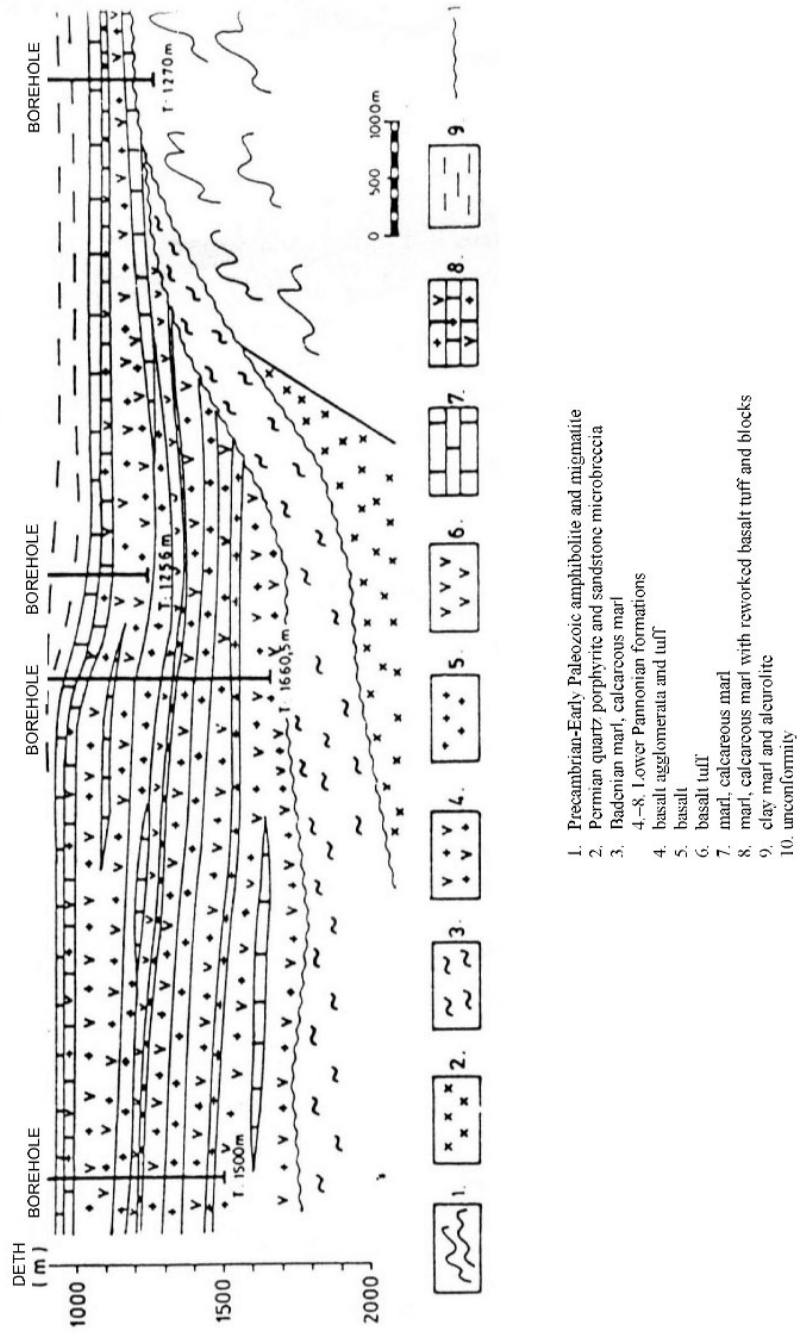 DETH
(m)
1000
1500
2000
BOREHOLE
BOREHOLE
BOREHOLE
BOREHOLE
T: 1500m
T: 1660,5m
T: 1256m
T: 1270m
0 500 1000m
1.
2.
3.
4.
5.
6.
7.
8.
9.
1. Precambrian-Early Paleozoic amphibolite and migmatite
2. Permian quartz porphyrite and sandstone microbreccia
3. Badenian marl, calcareous marl
4.-8. Lower Pannonian formations
4. basalt agglomerata and tuff
5. basalt
6. basalt tuff
7. marl, calcareous marl
8. marl, calcareous marl with reworked basalt tuff and blocks
9. clay marl and aleurolite
10. unconformity